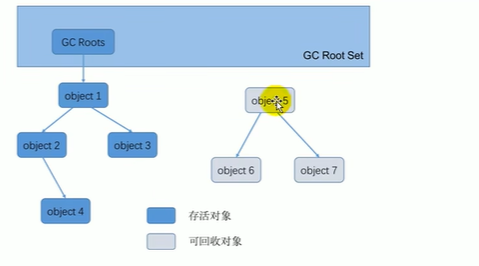 GC Roots
GC Root Set
object 1
object 5
object 2
object 3
object 6
object 7
object 4
存活对象
可回收对象